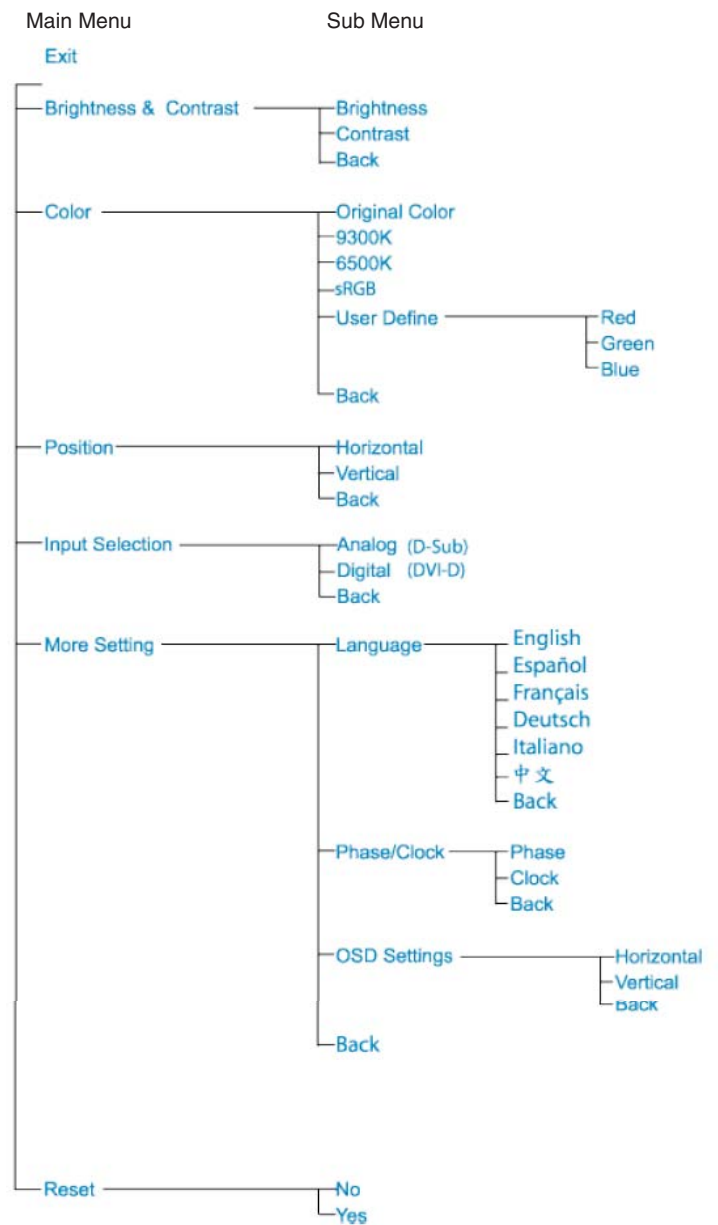 Main Menu Sub Menu
Exit
Brightness & Contrast Brightness
Contrast
Back
Color Original Color
9300K
6500K
sRGB
User Define Red
Green
Blue
Back
Position Horizontal
Vertical
Back
Input Selection Analog (D-Sub)
Digital (DVI-D)
Back
More Setting Language English
Español
Français
Deutsch
Italiano
中文
Back
Phase/Clock Phase
Clock
Back
OSD Settings Horizontal
Vertical
Back
Back
Reset No
Yes